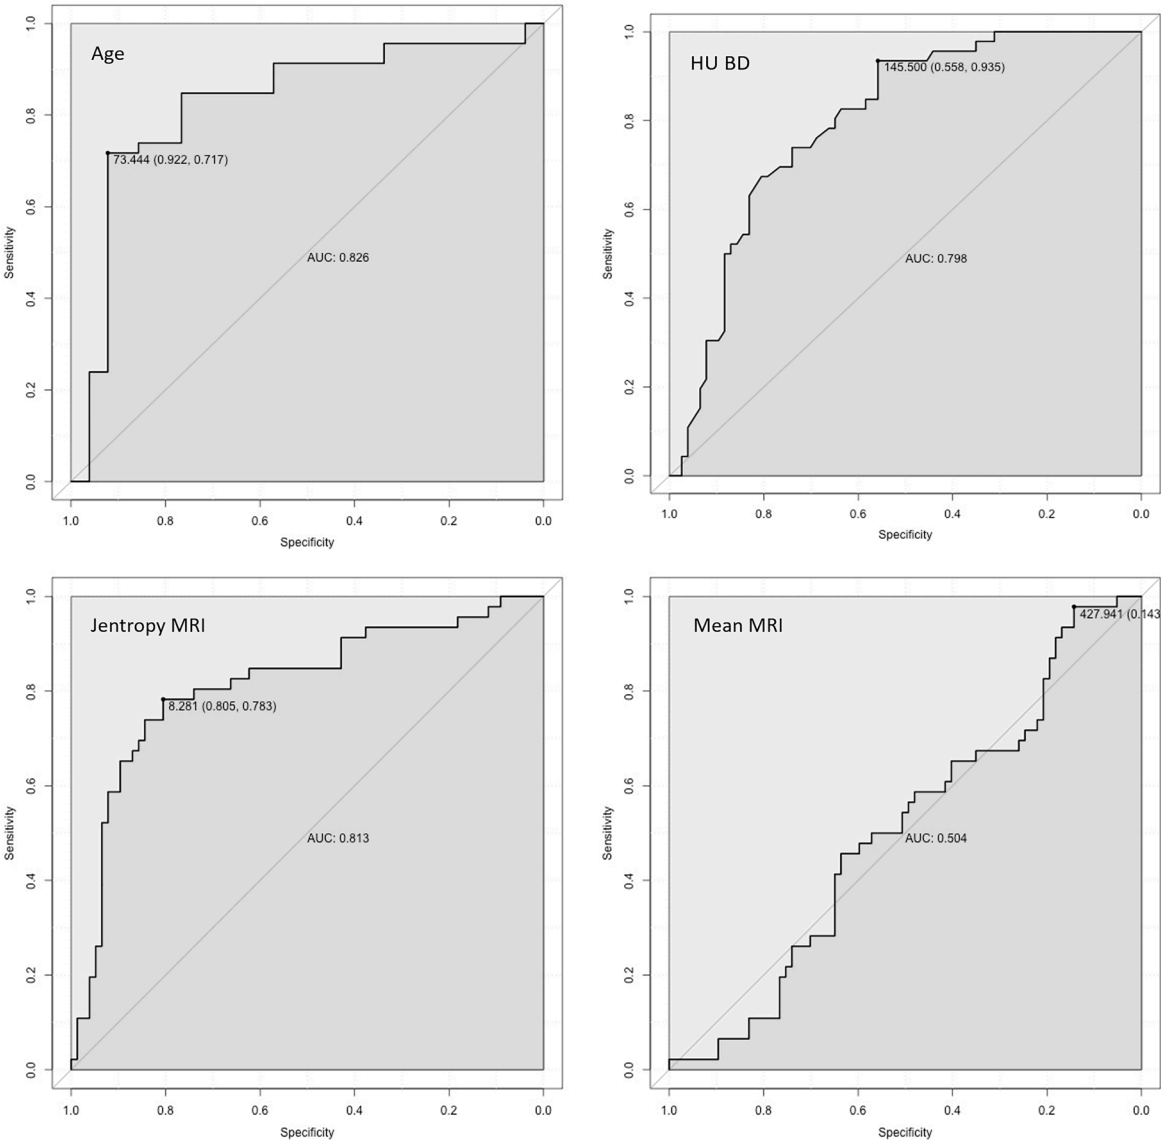 Age
1.0
0.8
0.6
0.4
0.2
0.0
Sensitivity
73.444 (0.922, 0.717)
AUC: 0.826
1.0 0.8 0.6 0.4 0.2 0.0
Specificity
HU BD
1.0
0.8
0.6
0.4
0.2
0.0
Sensitivity
145.500 (0.558, 0.935)
AUC: 0.798
1.0 0.8 0.6 0.4 0.2 0.0
Specificity
Jentropy MRI
1.0
0.8
0.6
0.4
0.2
0.0
Sensitivity
8.281 (0.805, 0.783)
AUC: 0.813
1.0 0.8 0.6 0.4 0.2 0.0
Specificity
Mean MRI
1.0
0.8
0.6
0.4
0.2
0.0
Sensitivity
427.941 (0.143
AUC: 0.504
1.0 0.8 0.6 0.4 0.2 0.0
Specificity